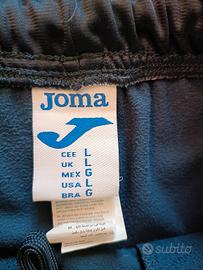 Joma
CEE L
UK L
MEX G
USA L
BRA G
subito